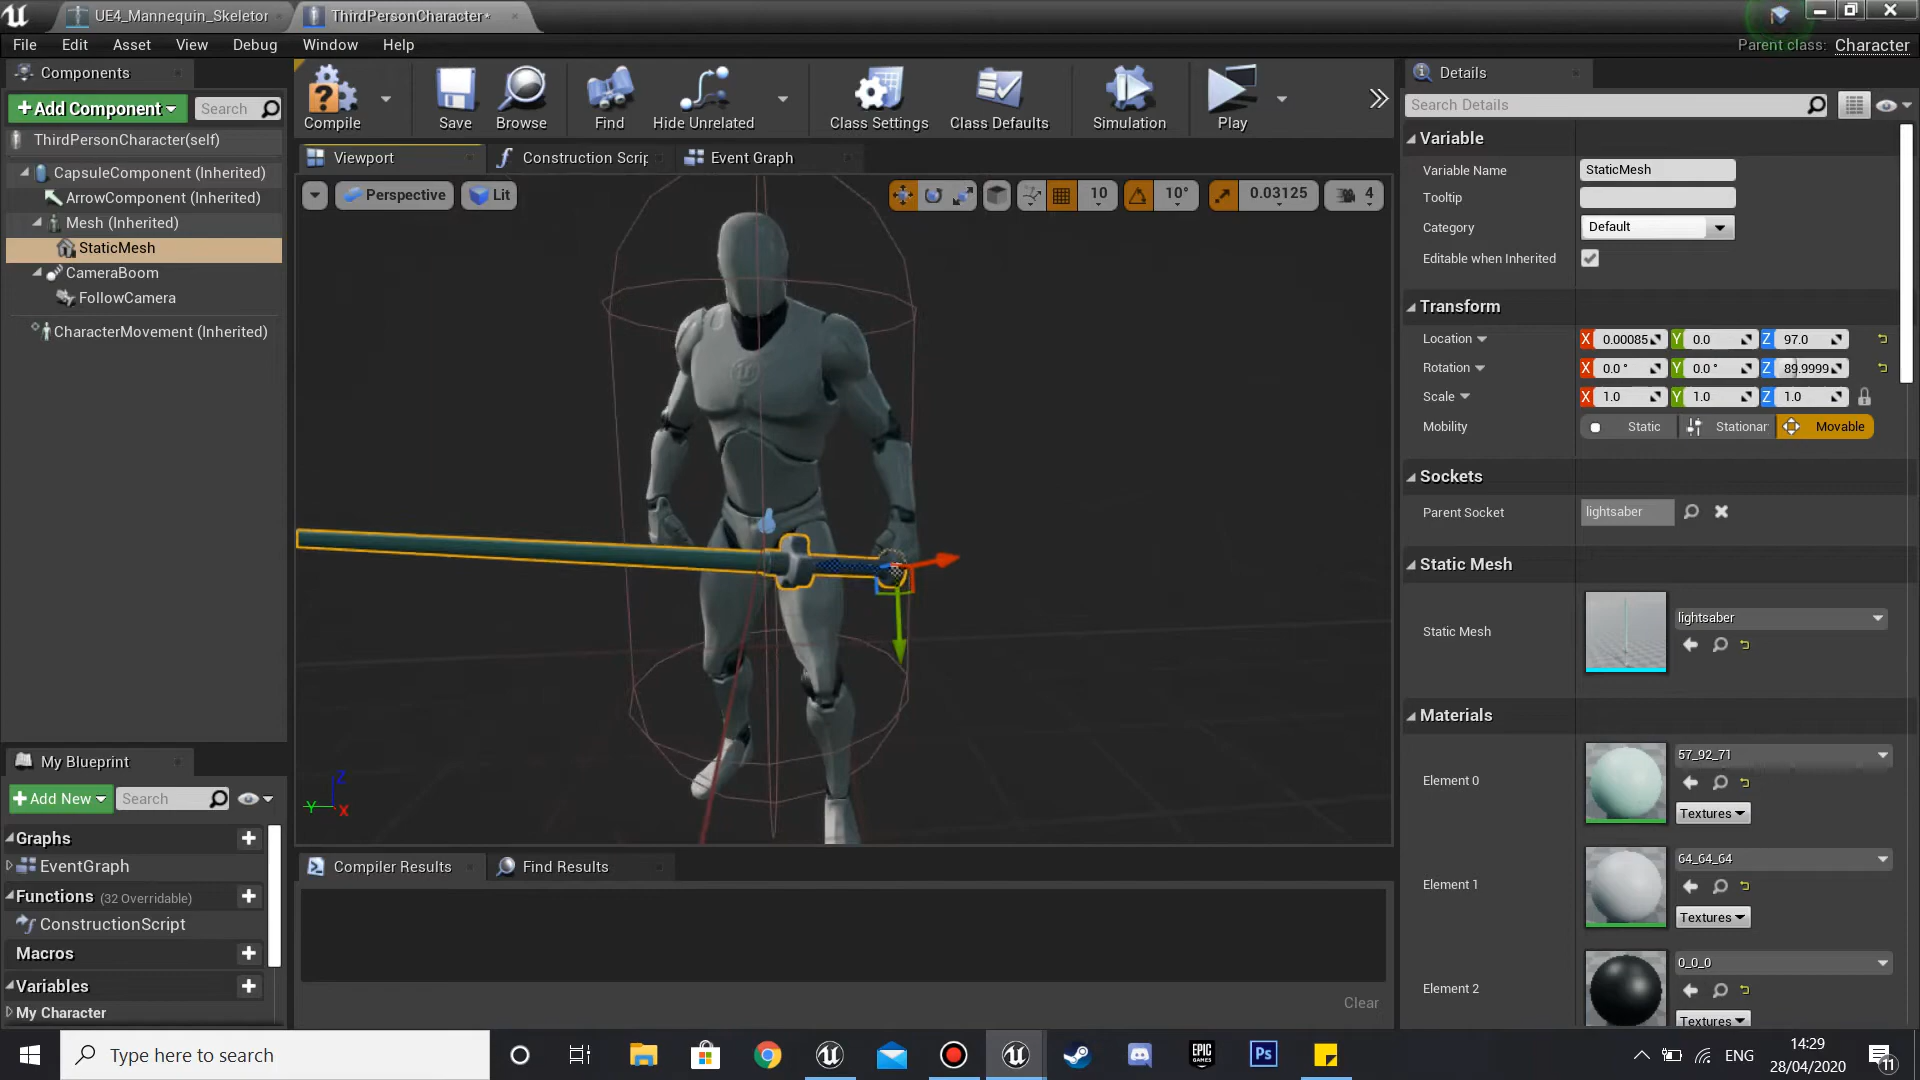 UE4_Mannequin_Skeletor
ThirdPersonCharacter*
File Edit Asset View Debug Window Help
Parent class: Character
Components
+Add Component
Search
ThirdPersonCharacter(self)
CapsuleComponent (Inherited)
ArrowComponent (Inherited)
Mesh (Inherited)
StaticMesh
CameraBoom
FollowCamera
CharacterMovement (Inherited)
Compile
Save
Browse
Find
Hide Unrelated
Class Settings
Class Defaults
Simulation
Play
Viewport
Construction Scrip
Event Graph
Perspective
Lit
10
10°
0.03125
4
Z
Y
X
Details
Search Details
Variable
Variable Name StaticMesh
Tooltip
Category Default
Editable when Inherited
Transform
Location X 0.00085 Y 0.0 Z 97.0
Rotation X 0.0 ° Y 0.0 ° Z 89.9999
Scale X 1.0 Y 1.0 Z 1.0
Mobility Static Stationar Movable
Sockets
Parent Socket lightsaber
Static Mesh
Static Mesh lightsaber
Materials
Element 0 57_92_71
Textures
Element 1 64_64_64
Textures
Element 2 0_0_0
Textures
My Blueprint
+Add New
Search
Graphs
EventGraph
Functions (32 Overridable)
ConstructionScript
Macros
Variables
My Character
Compiler Results
Find Results
Clear
Type here to search
EPIC
GAMES
Ps
ENG
14:29
28/04/2020
11